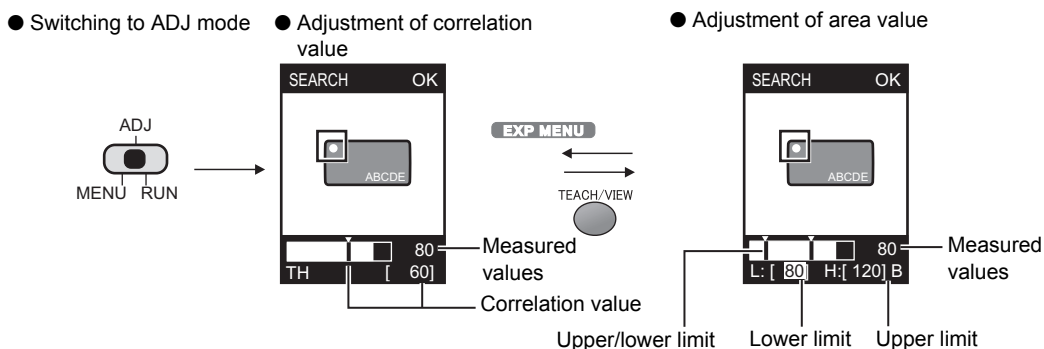 ● Switching to ADJ mode
● Adjustment of correlation
value
● Adjustment of area value
ADJ
MENU RUN
SEARCH OK
ABCDE
80
TH [ 60]
Measured
values
Correlation value
EXP MENU
TEACH/VIEW
SEARCH OK
ABCDE
80
L: [ 80] H:[ 120] B
Measured
values
Upper/lower limit
Lower limit
Upper limit